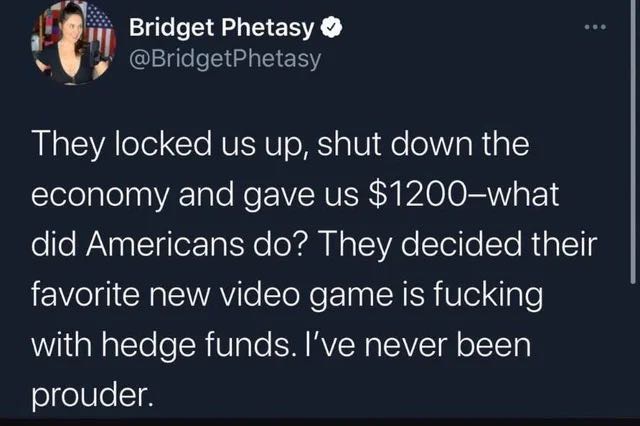 Bridget Phetasy
@BridgetPhetasy
They locked us up, shut down the
economy and gave us $1200–what
did Americans do? They decided their
favorite new video game is fucking
with hedge funds. I’ve never been
prouder.